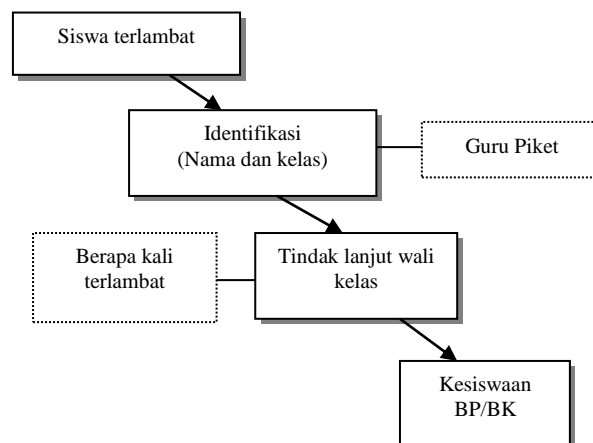 Siswa terlambat
Identifikasi
(Nama dan kelas)
Guru Piket
Berapa kali
terlambat
Tindak lanjut wali
kelas
Kesiswaan
BP/BK